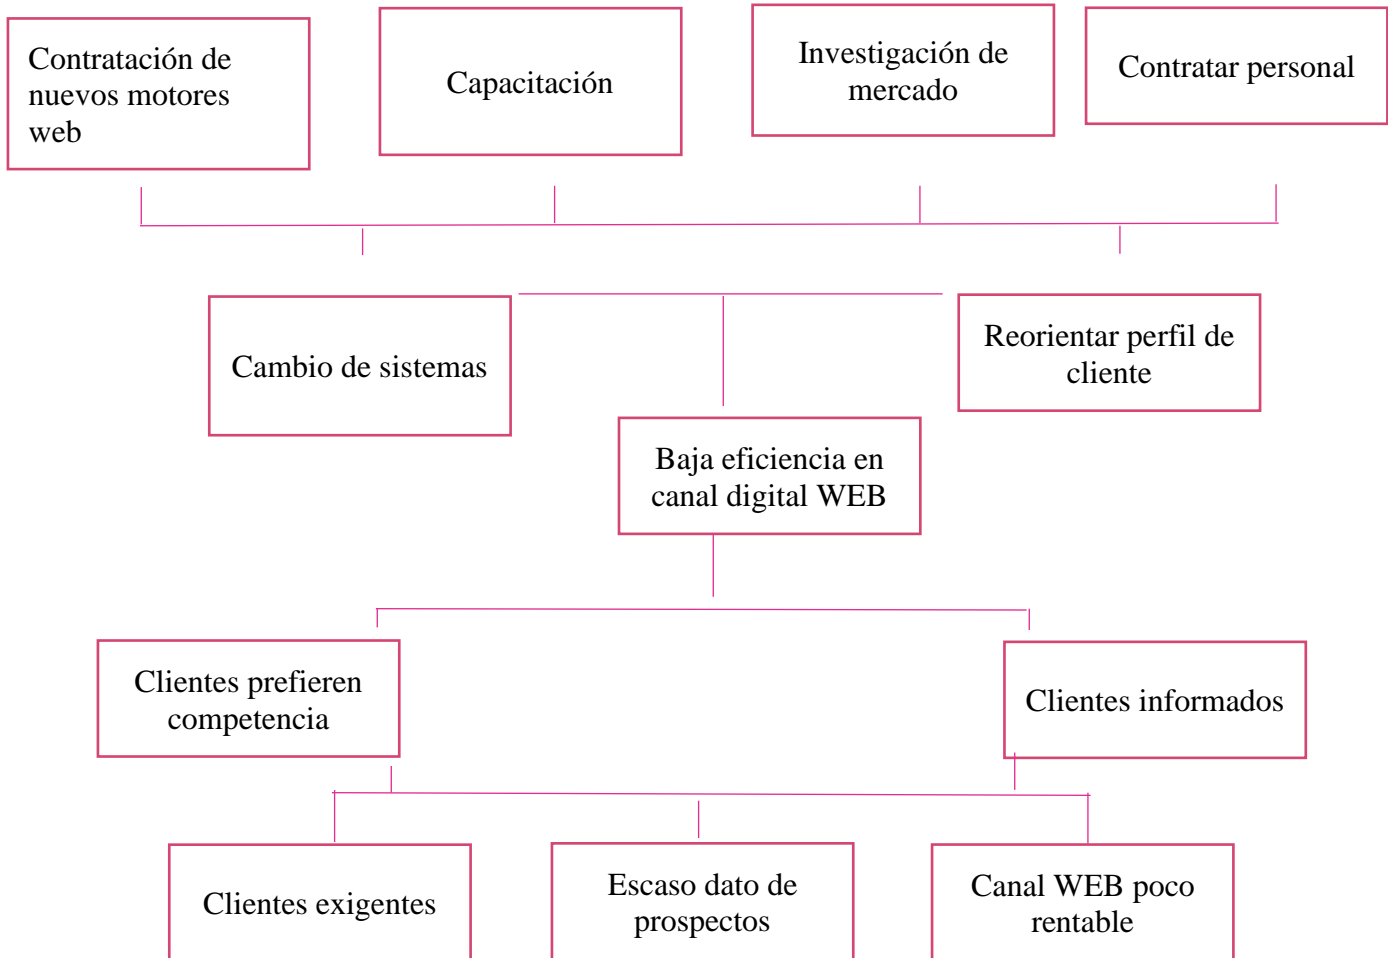 Contratación de
nuevos motores
web
Capacitación
Investigación de
mercado
Contratar personal
Cambio de sistemas
Reorientar perfil de
cliente
Baja eficiencia en
canal digital WEB
Clientes prefieren
competencia
Clientes informados
Clientes exigentes
Escaso dato de
prospectos
Canal WEB poco
rentable